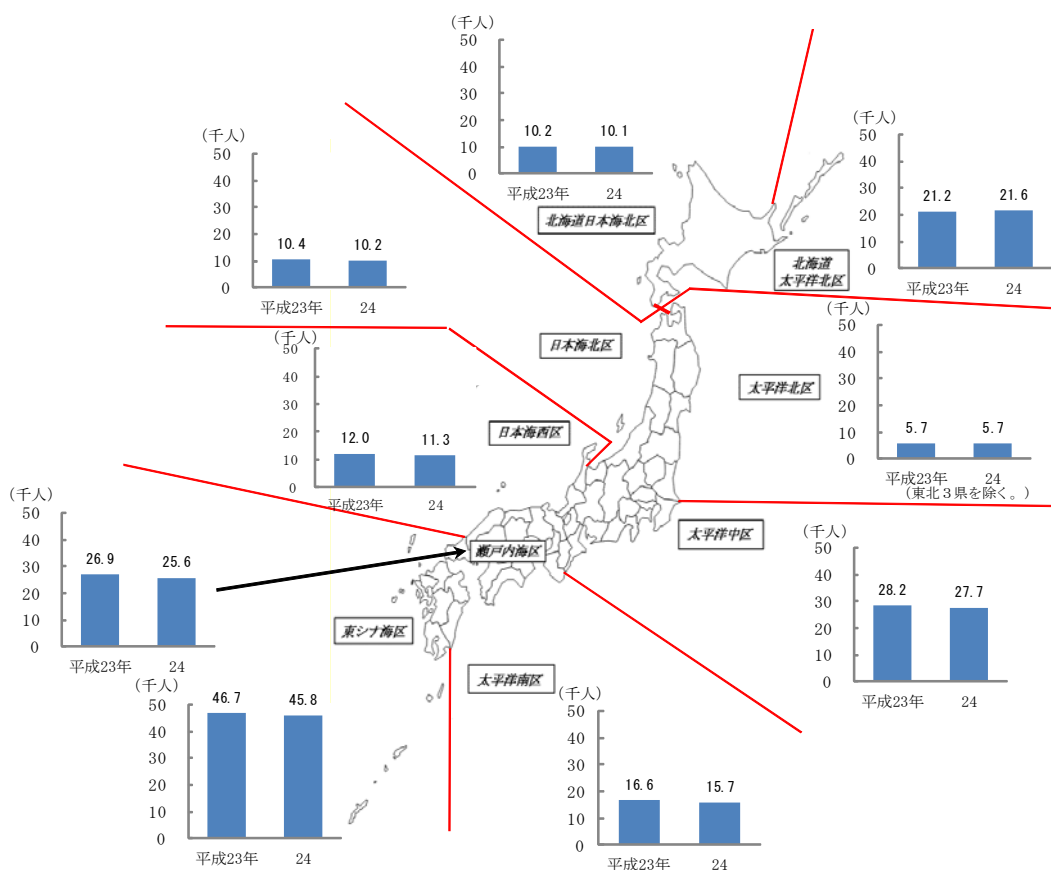 (千人)
50
40
30
20
10
0
10.2
10.1
平成23年
24
北海道日本海北区
(千人)
50
40
30
20
10
0
21.2
21.6
平成23年
24
北海道
太平洋北区
(千人)
50
40
30
20
10
0
10.4
10.2
平成23年
24
日本海北区
(千人)
50
40
30
20
10
0
5.7
5.7
平成23年
24
(東北3県を除く。)
太平洋北区
(千人)
50
40
30
20
10
0
12.0
11.3
平成23年
24
日本海西区
(千人)
50
40
30
20
10
0
26.9
25.6
平成23年
24
瀬戸内海区
太平洋中区
(千人)
50
40
30
20
10
0
28.2
27.7
平成23年
24
東シナ海区
(千人)
50
40
30
20
10
0
46.7
45.8
平成23年
24
太平洋南区
(千人)
50
40
30
20
10
0
16.6
15.7
平成23年
24